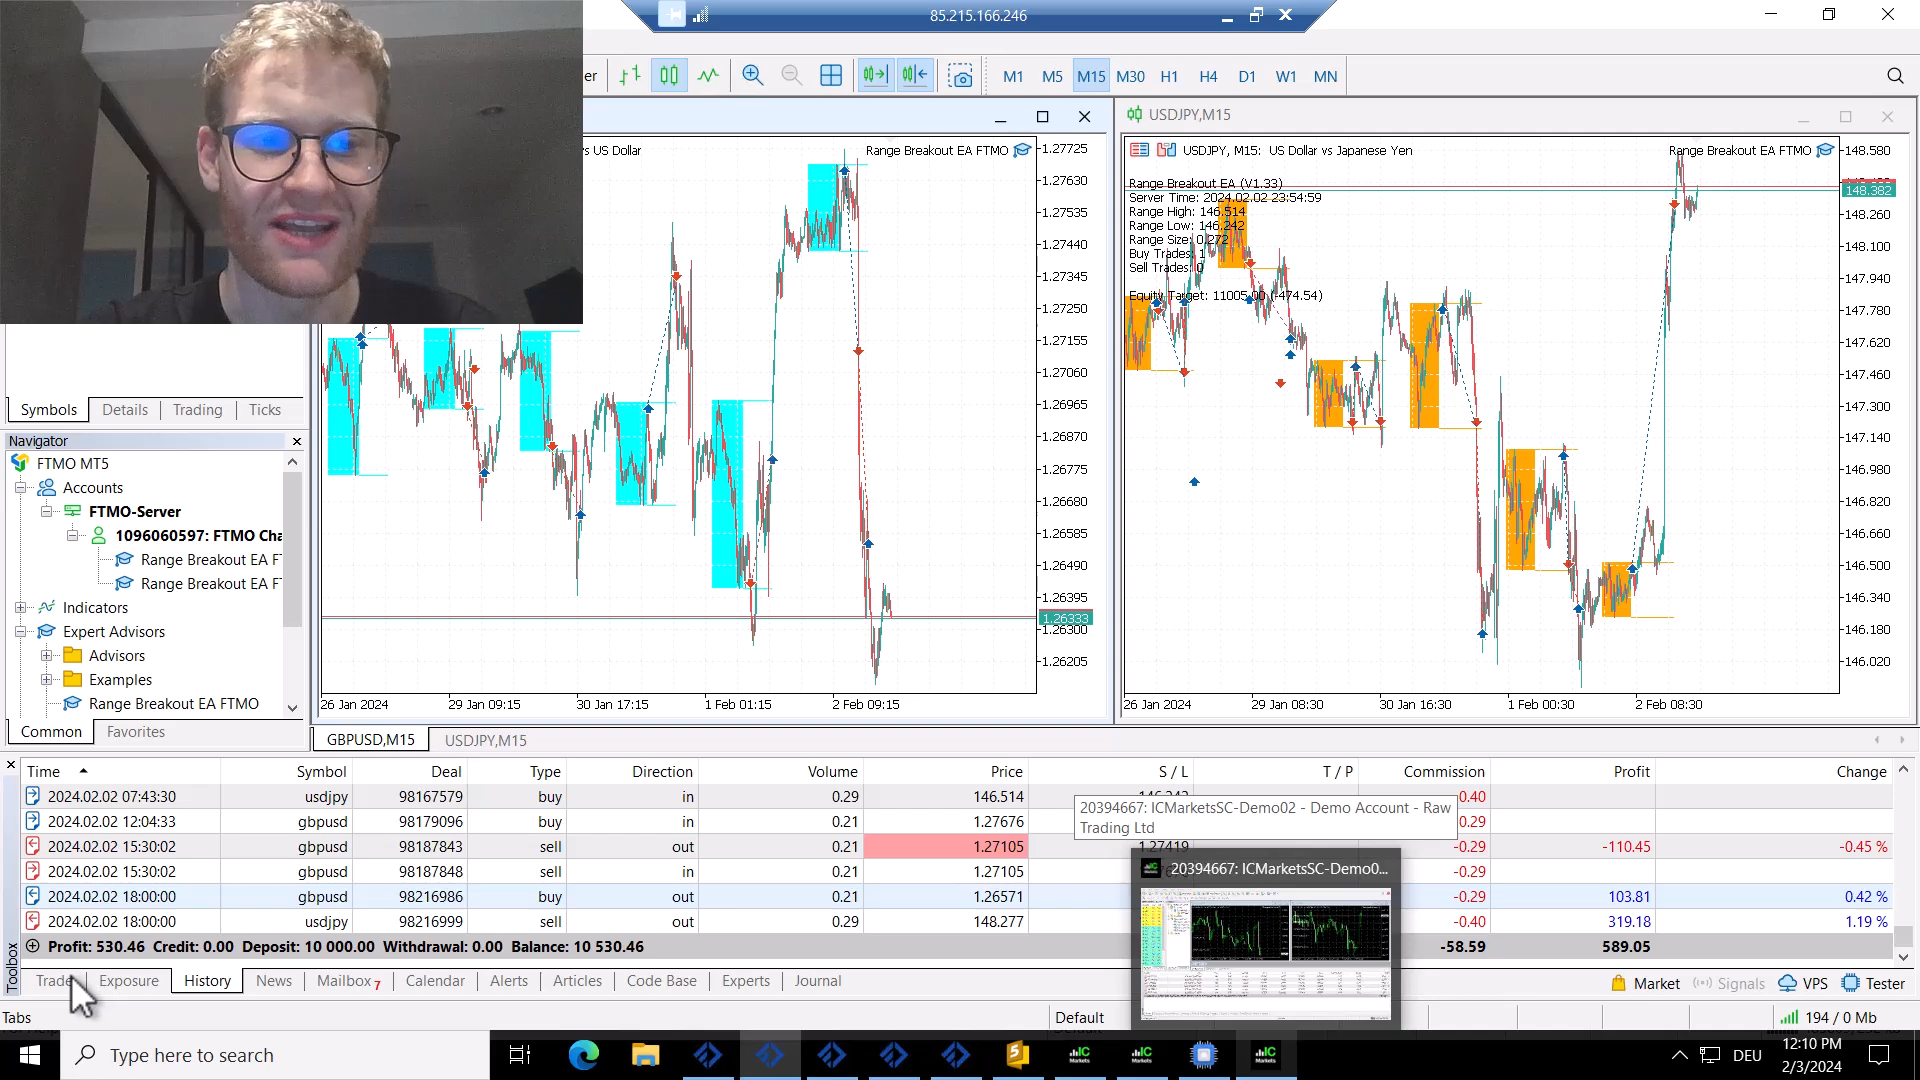 85.215.166.246
er
M1 M5 M15 M30 H1 H4 D1 W1 MN
s US Dollar
Range Breakout EA FTMO
1.27725
1.27630
1.27535
1.27440
1.27345
1.27250
1.27155
1.27060
1.26965
1.26870
1.26775
1.26680
1.26585
1.26490
1.26395
1.26333
1.26300
1.26205
26 Jan 2024 29 Jan 09:15 30 Jan 17:15 1 Feb 01:15 2 Feb 09:15
USDJPY,M15
USDJPY, M15: US Dollar vs Japanese Yen
Range Breakout EA FTMO
Range Breakout EA (V1.33)
Server Time: 2024.02.02 23:54:59
Range High: 146.514
Range Low: 146.242
Range Size: 0.272
Buy Trades: 1
Sell Trades: 0
Equity Target: 11005.00 (-474.54)
148.580
148.382
148.260
148.100
147.940
147.780
147.620
147.460
147.300
147.140
146.980
146.820
146.660
146.500
146.340
146.180
146.020
26 Jan 2024 29 Jan 08:30 30 Jan 16:30 1 Feb 00:30 2 Feb 08:30
Symbols Details Trading Ticks
Navigator
FTMO MT5
Accounts
FTMO-Server
1096060597: FTMO Cha
Range Breakout EA F
Range Breakout EA F
Indicators
Expert Advisors
Advisors
Examples
Range Breakout EA FTMO
Common Favorites
GBPUSD,M15 USDJPY,M15
Time Symbol Deal Type Direction Volume Price S / L T / P Commission Profit Change
2024.02.02 07:43:30 usdjpy 98167579 buy in 0.29 146.514 146.242 0.40
2024.02.02 12:04:33 gbpusd 98179096 buy in 0.21 1.27676 0.29
2024.02.02 15:30:02 gbpusd 98187843 sell out 0.21 1.27105 1.27419 -0.29 -110.45 -0.45 %
2024.02.02 15:30:02 gbpusd 98187848 sell in 0.21 1.27105 -0.29
2024.02.02 18:00:00 gbpusd 98216986 buy out 0.21 1.26571 -0.29 103.81 0.42 %
2024.02.02 18:00:00 usdjpy 98216999 sell out 0.29 148.277 -0.40 319.18 1.19 %
Profit: 530.46 Credit: 0.00 Deposit: 10 000.00 Withdrawal: 0.00 Balance: 10 530.46 -58.59 589.05
20394667: ICMarketsSC-Demo02 - Demo Account - Raw
Trading Ltd
20394667: ICMarketsSC-Demo0...
Toolbox
Trade Exposure History News Mailbox 7 Calendar Alerts Articles Code Base Experts Journal
Market Signals VPS Tester
Tabs
Default
194 / 0 Mb
Type here to search
DEU
12:10 PM
2/3/2024